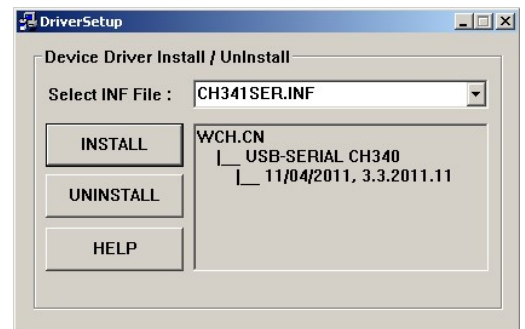 DriverSetup
Device Driver Install / UnInstall
Select INF File :
CH341SER.INF
INSTALL
UNINSTALL
HELP
WCH.CN
|__ USB-SERIAL CH340
|__ 11/04/2011, 3.3.2011.11